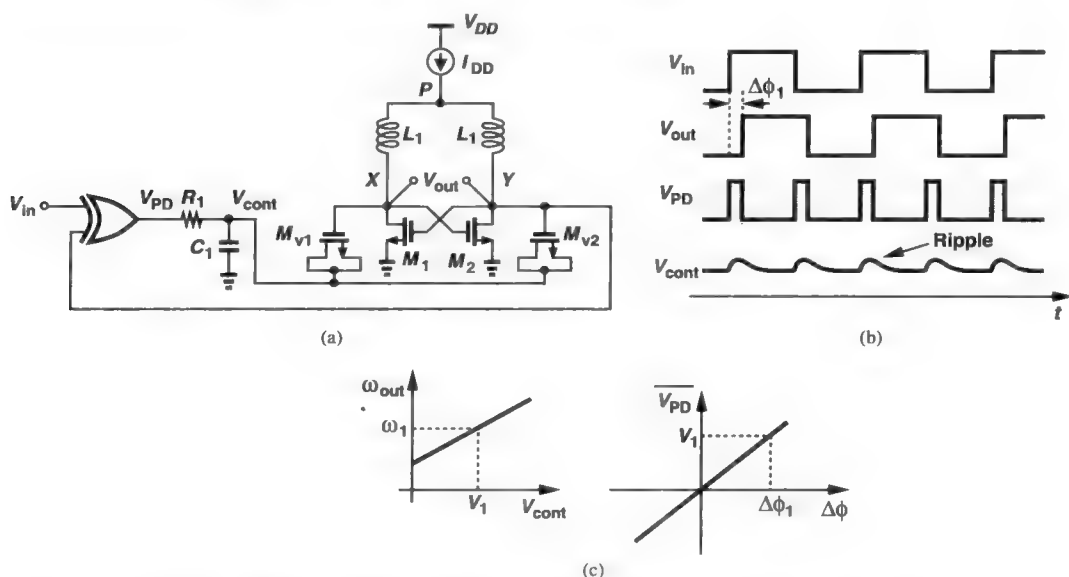 V_DD
I_DD
P
L_1 L_1
X V_out Y
V_in V_PD R_1 V_cont
C_1
M_v1 M_1 M_2 M_v2
(a)
V_in
Δϕ_1
V_out
V_PD
Ripple
V_cont
t
(b)
ω_out
ω_1
V_1 V_cont
V_PD
V_1
Δϕ_1 Δϕ
(c)